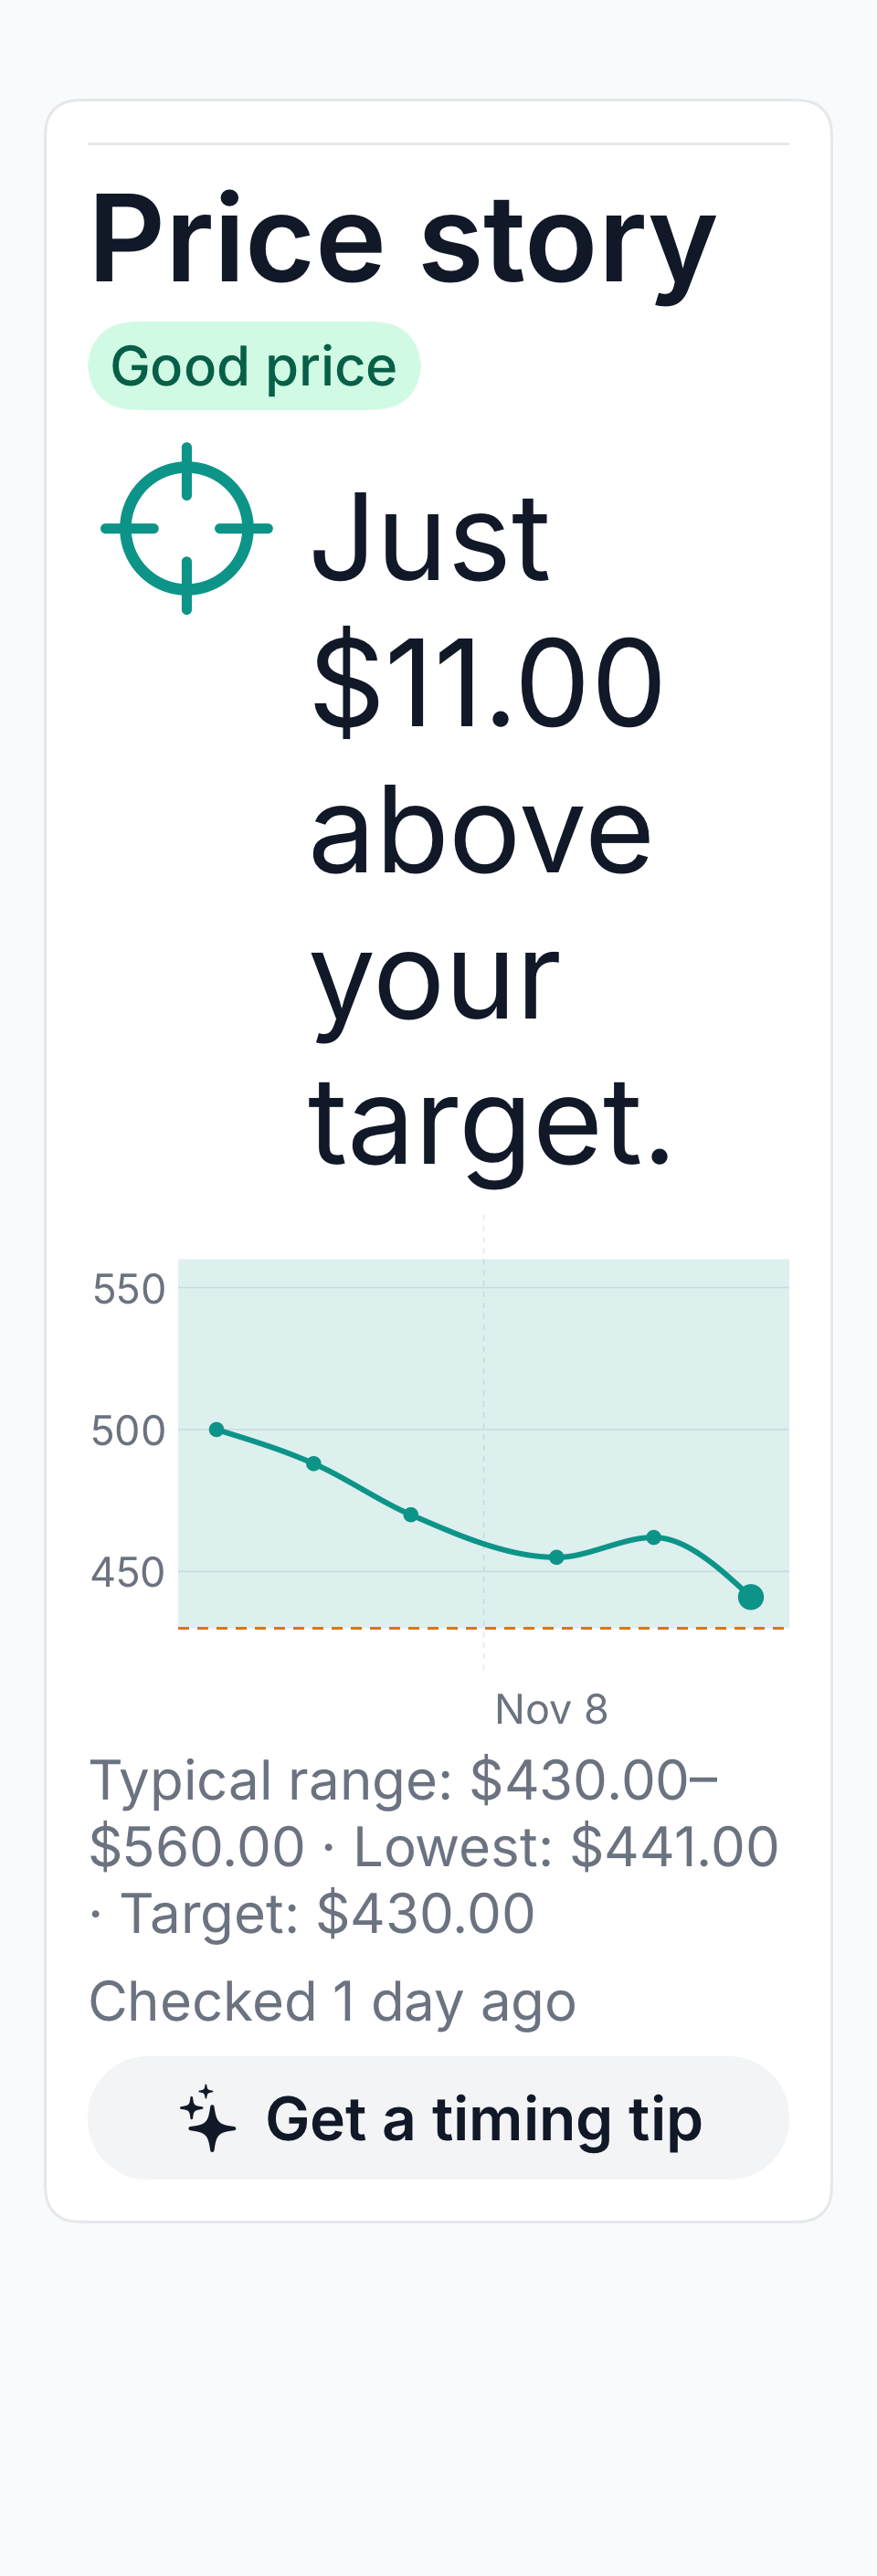 Price story
Good price
Just
$11.00
above
your
target.
550
500
450
Nov 8
Typical range: $430.00–
$560.00 · Lowest: $441.00
· Target: $430.00
Checked 1 day ago
Get a timing tip